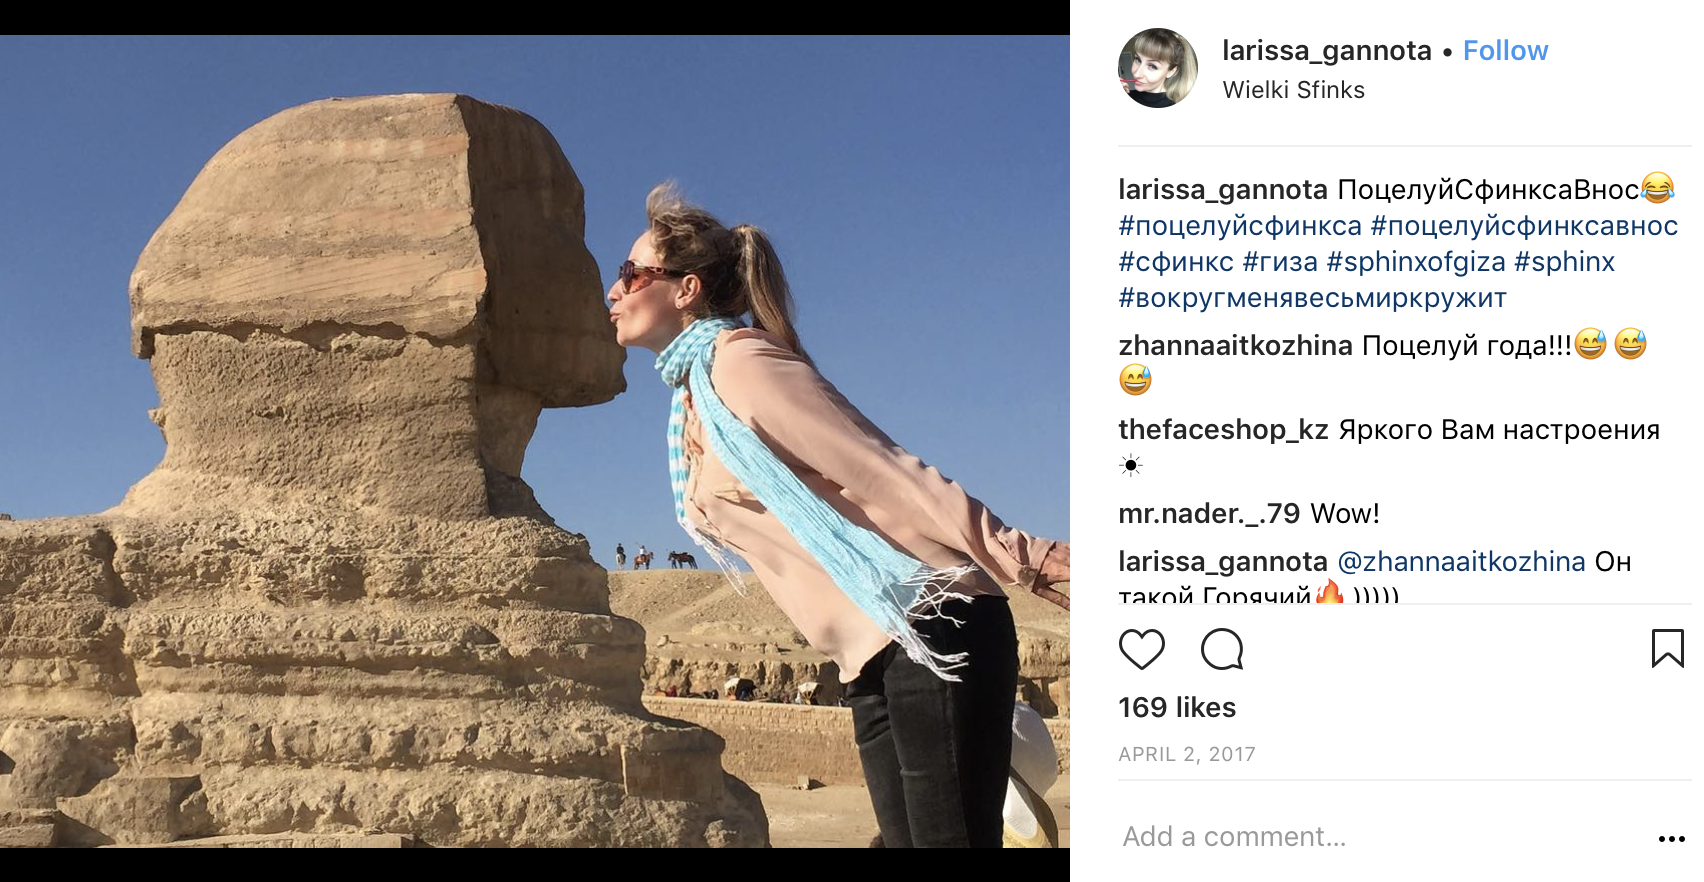 larissa_gannota • Follow
Wielki Sfinks
larissa_gannota ПоцелуйСфинксаВнос😂
#поцелуйсфинкса #поцелуйсфинксавнос
#сфинкс #гиза #sphinxofgiza #sphinx
#вокругменявесьмиркружит
zhannaaitkozhina Поцелуй года!!!😅😅
😅
thefaceshop_kz Яркого Вам настроения
☀
mr.nader._.79 Wow!
larissa_gannota @zhannaaitkozhina Он
такой Горячий🔥)))))
169 likes
APRIL 2, 2017
Add a comment...